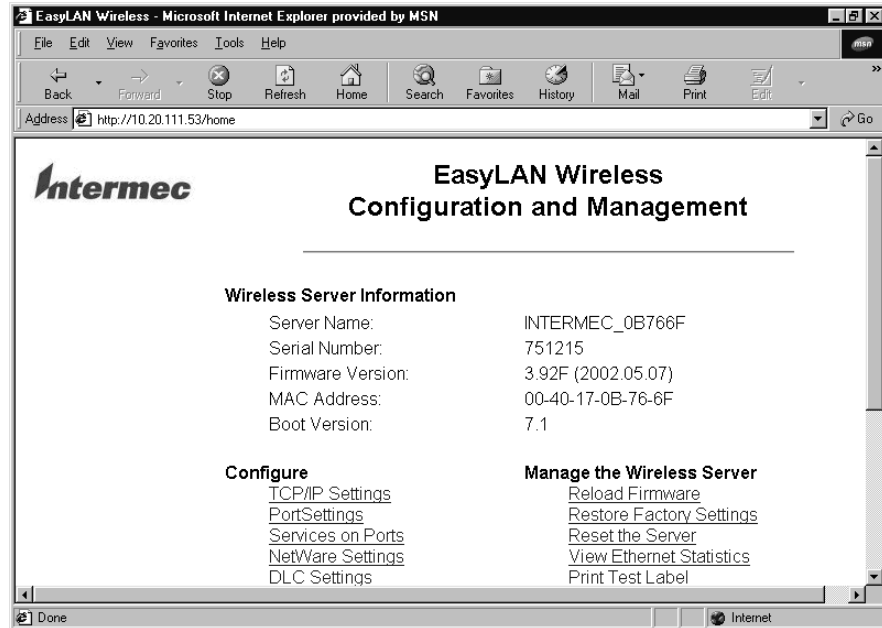 EasyLAN Wireless - Microsoft Internet Explorer provided by MSN
File Edit View Favorites Tools Help
msn
Back Forward Stop Refresh Home Search Favorites History Mail Print Edit »
Address http://10.20.111.53/home Go
Intermec
EasyLAN Wireless
Configuration and Management
Wireless Server Information
Server Name: INTERMEC_0B766F
Serial Number: 751215
Firmware Version: 3.92F (2002.05.07)
MAC Address: 00-40-17-0B-76-6F
Boot Version: 7.1
Configure Manage the Wireless Server
TCP/IP Settings Reload Firmware
PortSettings Restore Factory Settings
Services on Ports Reset the Server
NetWare Settings View Ethernet Statistics
DLC Settings Print Test Label
Done Internet